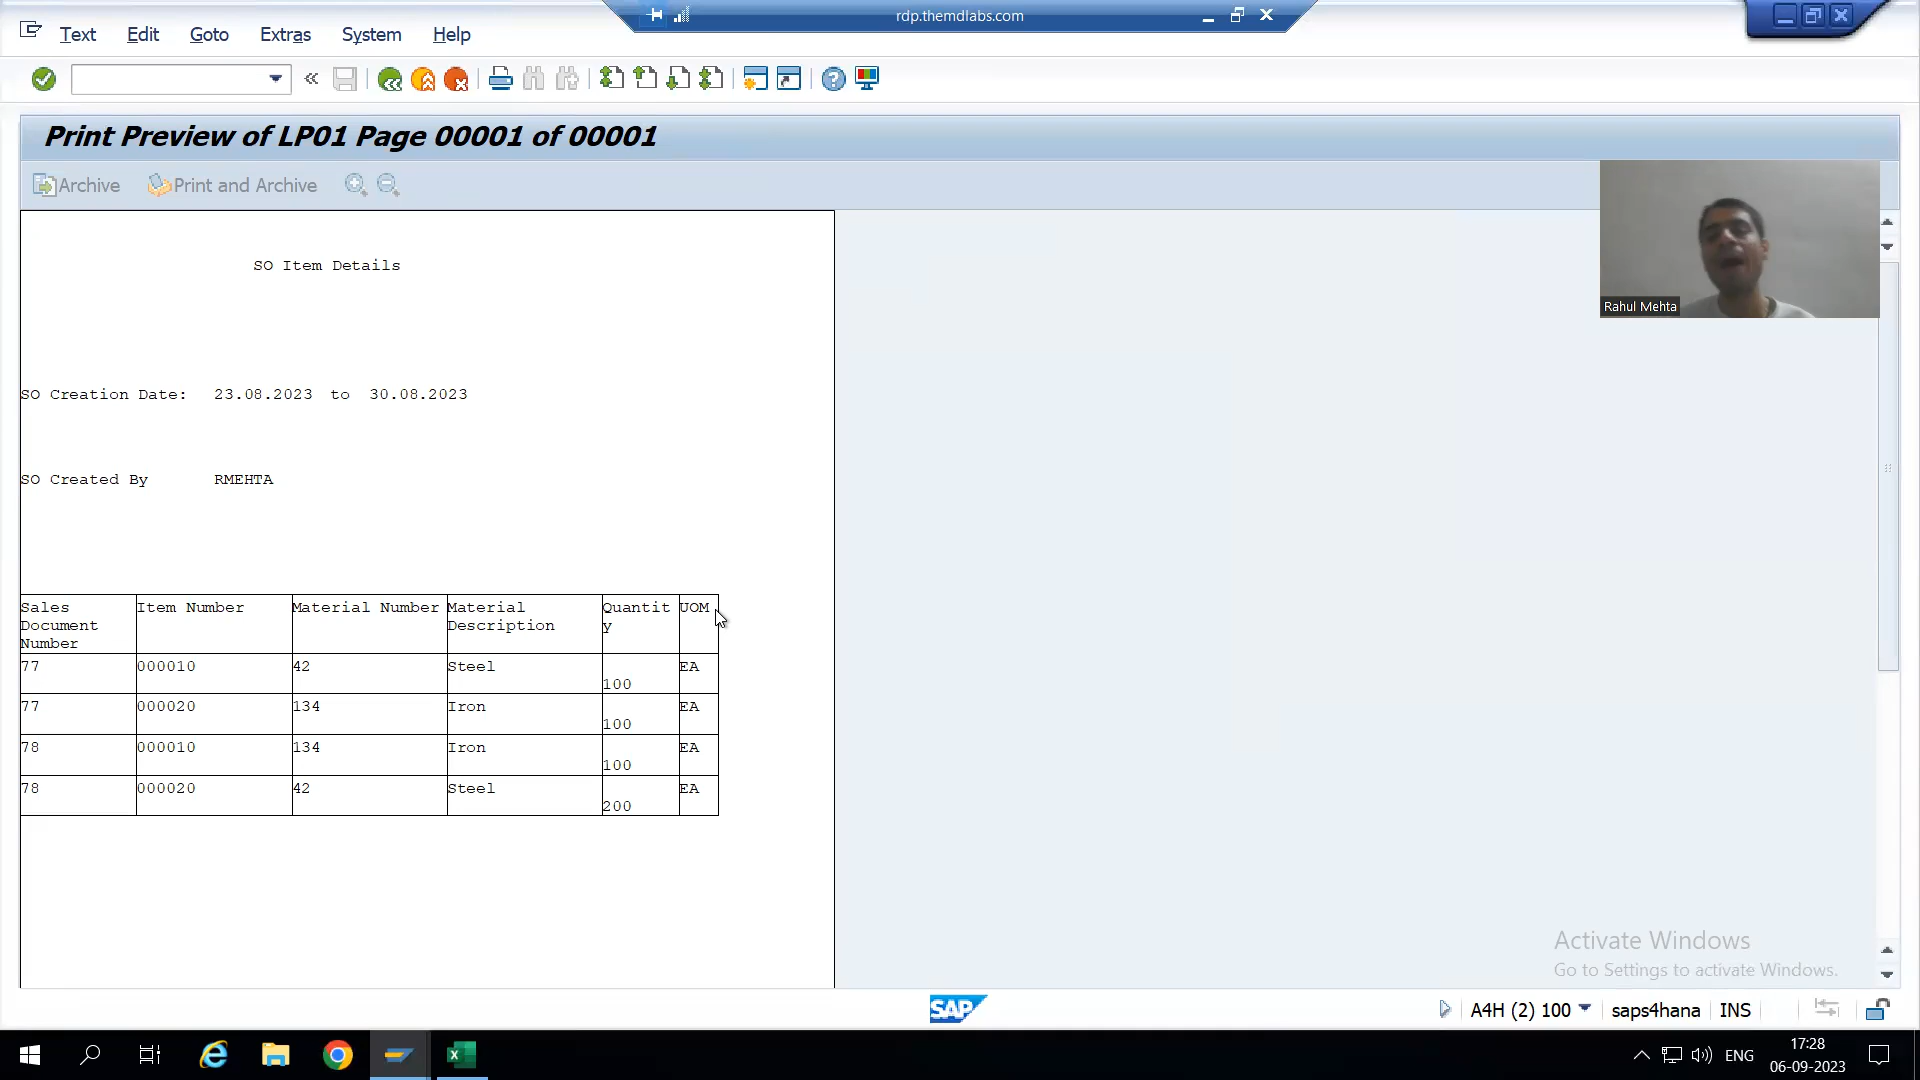 rdp.themdlabs.com
Text Edit Goto Extras System Help
Print Preview of LP01 Page 00001 of 00001
Archive Print and Archive
Rahul Mehta
SO Item Details
SO Creation Date: 23.08.2023 to 30.08.2023
SO Created By RMEHTA
Sales Item Number Material Number Material Quantit UOM
Document Description y
Number
77 000010 42 Steel EA
100
77 000020 134 Iron EA
100
78 000010 134 Iron EA
100
78 000020 42 Steel EA
200
Activate Windows
Go to Settings to activate Windows.
SAP
A4H (2) 100 saps4hana INS
ENG
17:28
06-09-2023